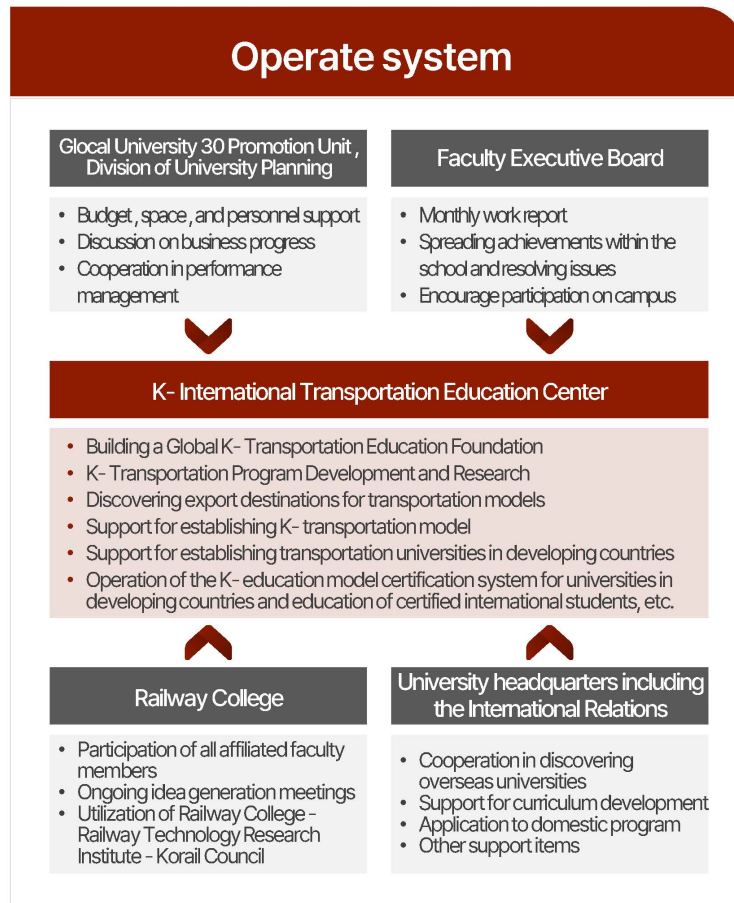 Operate system
Glocal University 30 Promotion Unit ,
Division of University Planning
• Budget , space , and personnel support
• Discussion on business progress
• Cooperation in performance
management
Faculty Executive Board
• Monthly work report
• Spreading achievements within the
school and resolving issues
• Encourage participation on campus
K- International Transportation Education Center
• Building a Global K- Transportation Education Foundation
• K- Transportation Program Development and Research
• Discovering export destinations for transportation models
• Support for establishing K- transportation model
• Support for establishing transportation universities in developing countries
• Operation of the K- education model certification system for universities in
developing countries and education of certified international students, etc.
Railway College
• Participation of all affiliated faculty
members
• Ongoing idea generation meetings
• Utilization of Railway College -
Railway Technology Research
Institute - Korail Council
University headquarters including
the International Relations
• Cooperation in discovering
overseas universities
• Support for curriculum development
• Application to domestic program
• Other support items